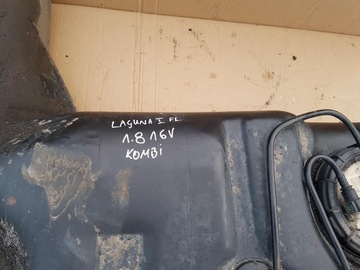 LAGUNA I FL.
1.8 16V
KOMBi